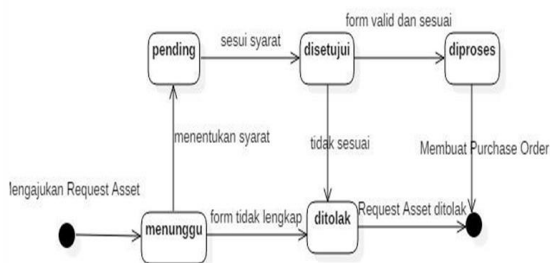 form valid dan sesuai
sesui syarat
pending
disetujui
diproses
menentukan syarat
tidak sesuai
Membuat Purchase Order
Mengajukan Request Asset
form tidak lengkap
Request Asset ditolak
menunggu
ditolak